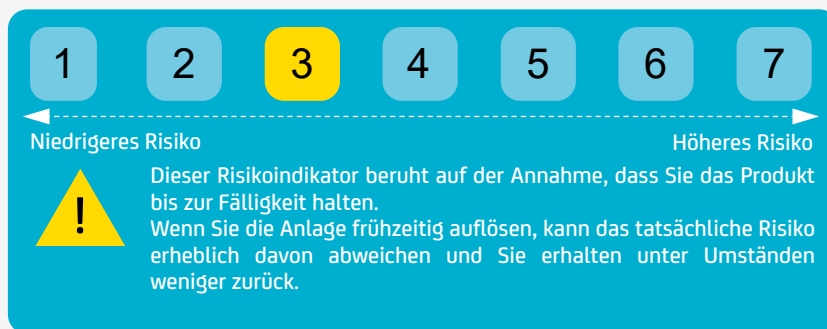 1 2 3 4 5 6 7
Niedrigeres Risiko Höheres Risiko
!
Dieser Risikoindikator beruht auf der Annahme, dass Sie das Produkt
bis zur Fälligkeit halten.
Wenn Sie die Anlage frühzeitig auflösen, kann das tatsächliche Risiko
erheblich davon abweichen und Sie erhalten unter Umständen
weniger zurück.